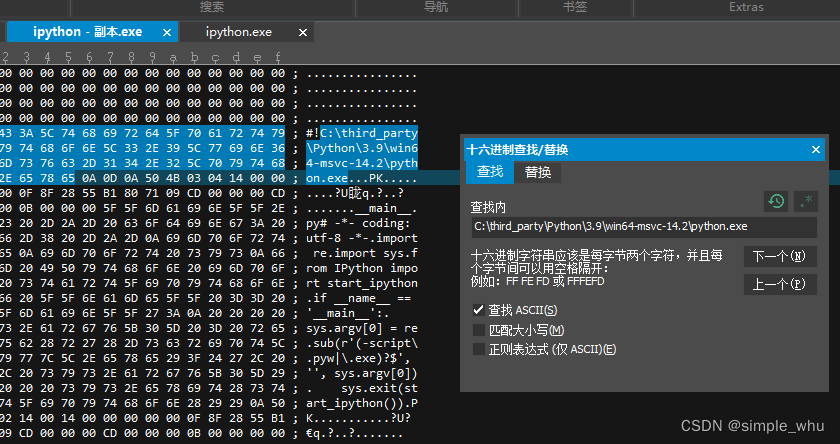 搜索 导航 书签 Extras
ipython - 副本.exe × ipython.exe ×
2 3 4 5 6 7 8 9 a b c d e f
00 00 00 00 00 00 00 00 00 00 00 00 00 00 ; ................
00 00 00 00 00 00 00 00 00 00 00 00 00 00 ; ................
00 00 00 00 00 00 00 00 00 00 00 00 00 00 ; ................
43 3A 5C 74 68 69 72 64 5F 70 61 72 74 79 ; #!C:\third_party
79 74 68 6F 6E 5C 33 2E 39 5C 77 69 6E 36 ; \Python\3.9\win6
6D 73 76 63 2D 31 34 2E 32 5C 70 79 74 68 ; 4-msvc-14.2\pyth
2E 65 78 65 0A 0D 0A 50 4B 03 04 14 00 00 ; on.exe...PK.....
00 00 0F 8F 28 55 B1 80 71 09 CD 00 00 00 CD ; ....?U昽q.?..?
00 0B 00 00 00 5F 5F 6D 61 69 6E 5F 5F 2E ; .......__main__.
23 20 2D 2A 2D 20 63 6F 64 69 6E 67 3A 20 ; py# -*- coding:
66 2D 38 20 2D 2A 2D 0A 69 6D 70 6F 72 74 ; utf-8 -*-.import
65 0A 69 6D 70 6F 72 74 20 73 79 73 0A 66 ; re.import sys.f
6D 20 49 50 79 74 68 6F 6E 20 69 6D 70 6F ; rom IPython impo
20 73 74 61 72 74 5F 69 70 79 74 68 6F 6E ; rt start_ipython
66 20 5F 5F 6E 61 6D 65 5F 5F 20 3D 3D 20 ; .if __name__ ==
5F 6D 61 69 6E 5F 5F 27 3A 0A 20 20 20 20 ; '__main__':.
73 2E 61 72 67 76 5B 30 5D 20 3D 20 72 65 ; sys.argv[0] = re
75 62 28 72 27 28 2D 73 63 72 69 70 74 5C ; .sub(r'(-script\
79 77 7C 5C 2E 65 78 65 29 3F 24 27 2C 20 ; .pyw|\.exe)?$',
2C 20 73 79 73 2E 61 72 67 76 5B 30 5D 29 ; '', sys.argv[0])
20 20 20 73 79 73 2E 65 78 69 74 28 73 74 ; . sys.exit(st
74 5F 69 70 79 74 68 6F 6E 28 29 29 0A 50 ; art_ipython()).P
02 14 00 14 00 00 00 00 00 0F 8F 28 55 B1 ; K...........?U?
09 CD 00 00 00 CD 00 00 00 0B 00 00 00 00 ; €q.?..?.......
十六进制查找/替换 ×
查找 替换
查找内
C:\third_party\Python\3.9\win64-msvc-14.2\python.exe
十六进制字符串应该是每字节两个字符，并且每
个字节间可以用空格隔开：
例如: FF FE FD 或 FFFEFD
下一个(N)
上一个(P)
查找 ASCII(S)
匹配大小写(M)
正则表达式 (仅 ASCII)(E)
CSDN @simple_whu